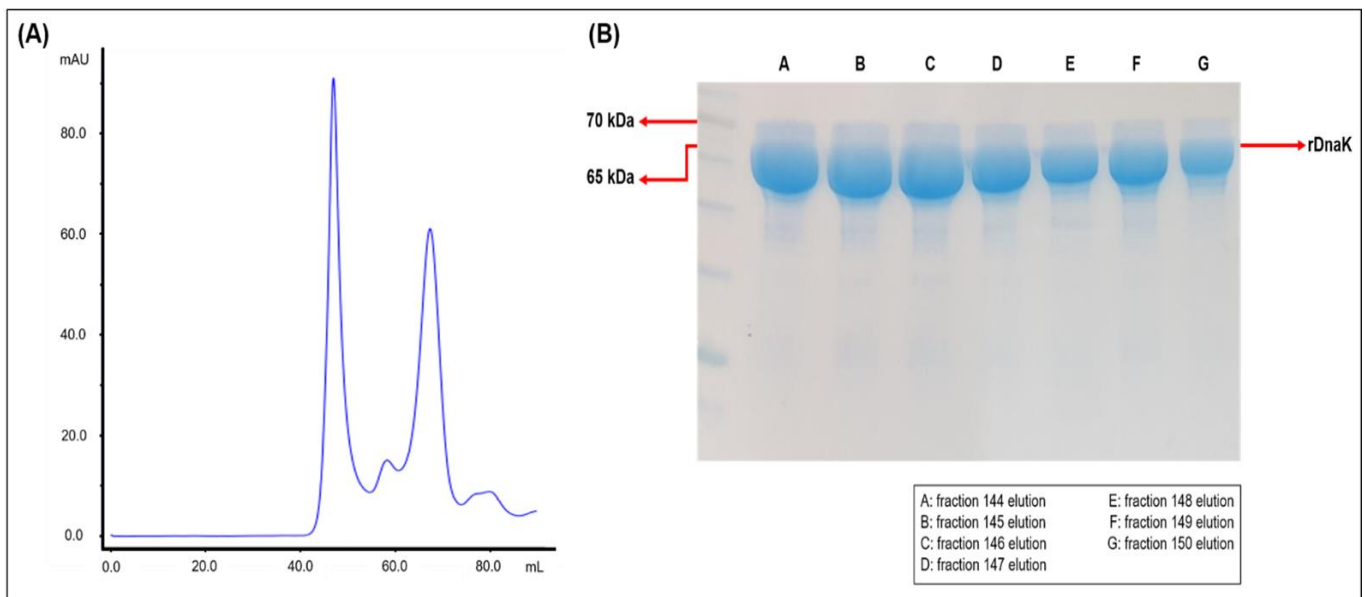 (A)
mAU
80.0
60.0
40.0
20.0
0.0
0.0 20.0 40.0 60.0 80.0 mL
(B)
A B C D E F G
70 kDa
65 kDa
rDnaK
A: fraction 144 elution
B: fraction 145 elution
C: fraction 146 elution
D: fraction 147 elution
E: fraction 148 elution
F: fraction 149 elution
G: fraction 150 elution